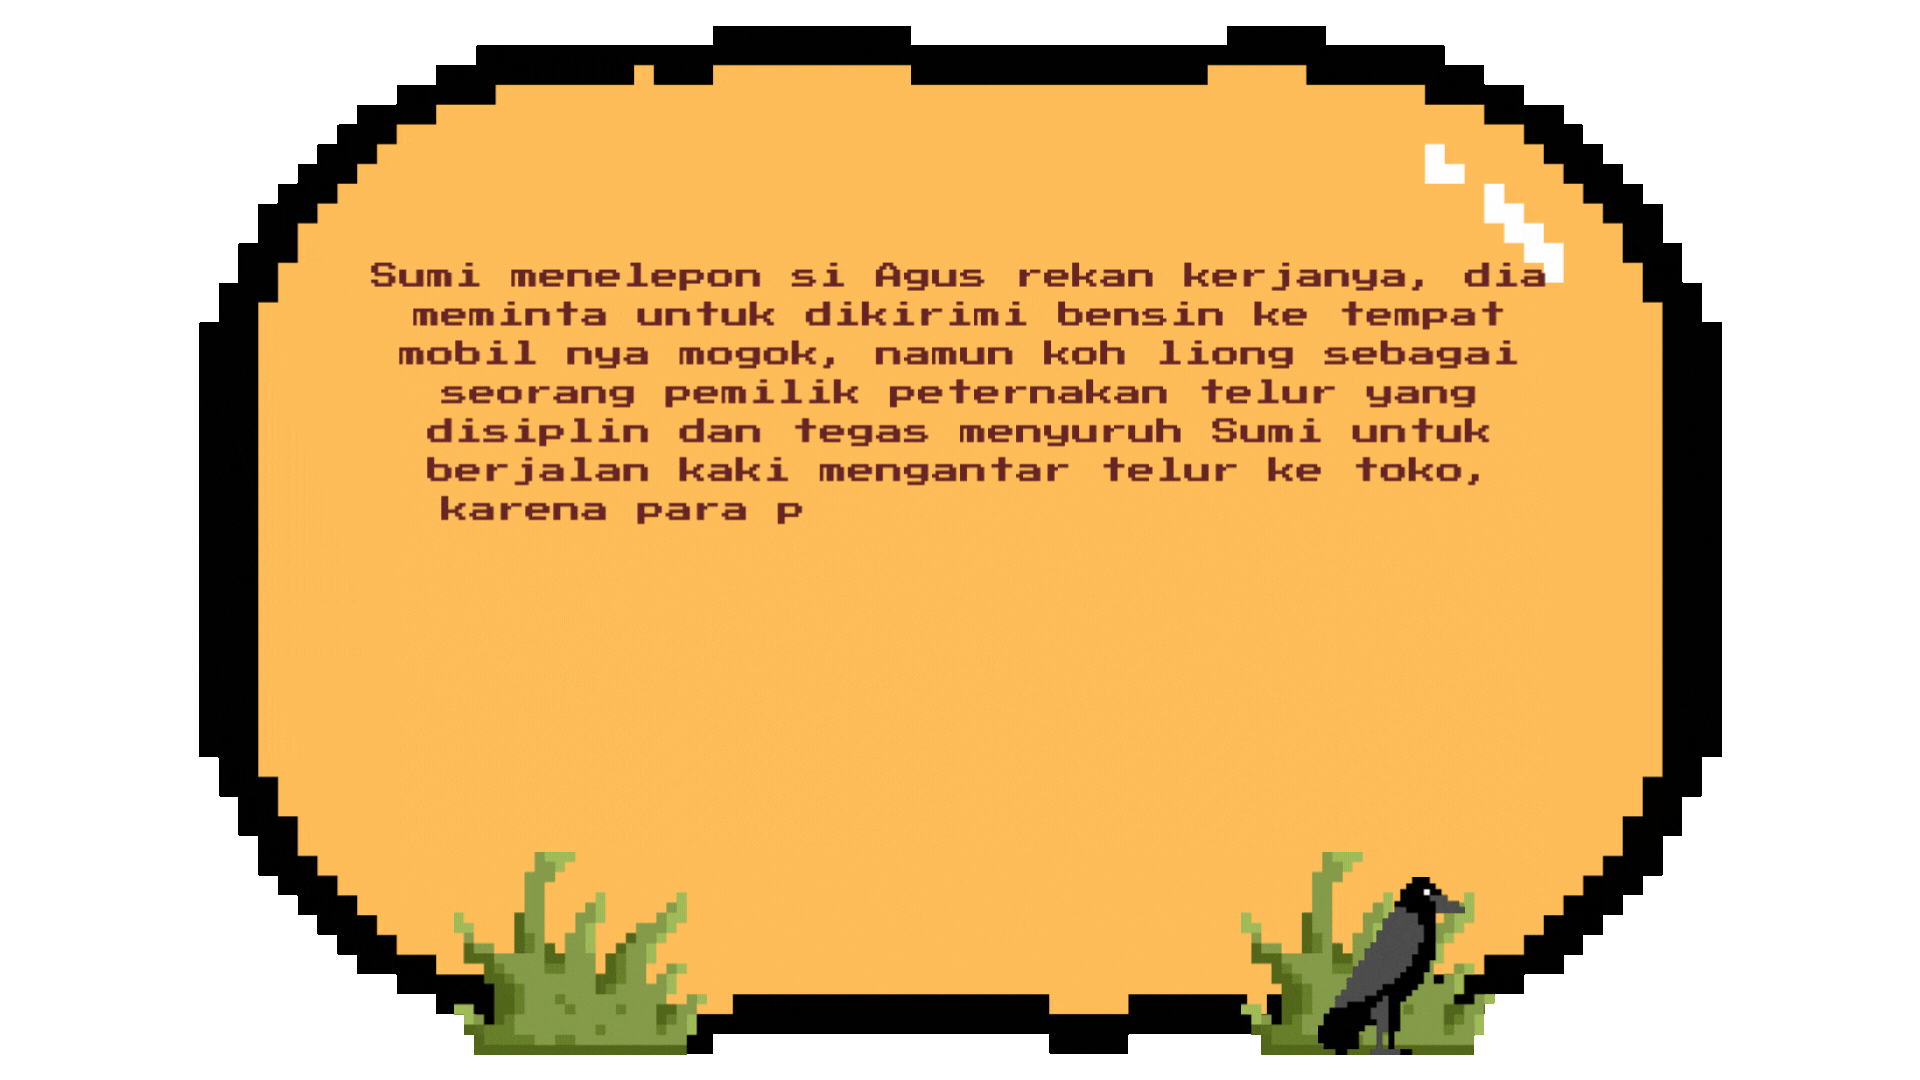 Sumi menelepon si Agus rekan kerjanya, dia
meminta untuk dikirimi bensin ke tempat
mobil nya mogok, namun koh liong sebagai
seorang pemilik peternakan telur yang
disiplin dan tegas menyuruh Sumi untuk
berjalan kaki mengantar telur ke toko,
karena para p